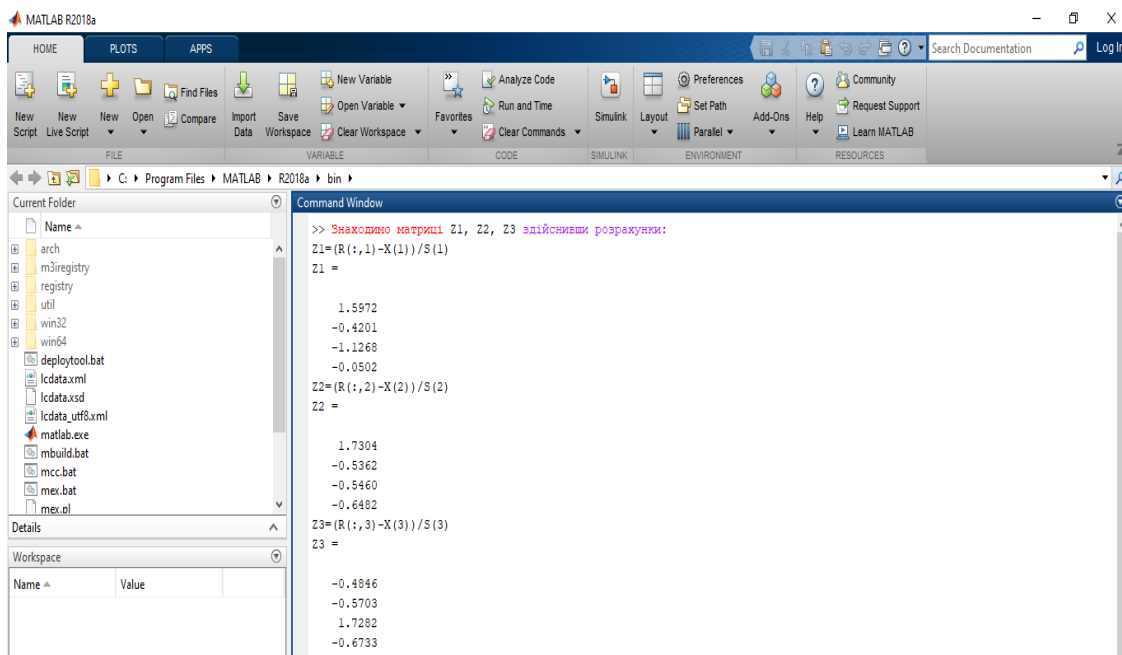 MATLAB R2018a
HOME PLOTS APPS
Search Documentation
Log In
New Script
New Live Script
New
Open
Find Files
Compare
FILE
Import Data
Save Workspace
New Variable
Open Variable
Clear Workspace
VARIABLE
Favorites
Analyze Code
Run and Time
Clear Commands
CODE
Simulink
SIMULINK
Layout
Preferences
Set Path
Parallel
ENVIRONMENT
Add-Ons
Help
Community
Request Support
Learn MATLAB
RESOURCES
C: Program Files MATLAB R2018a bin
Current Folder
Name
arch
m3iregistry
registry
util
win32
win64
deploytool.bat
lcdata.xml
lcdata.xsd
lcdata_utf8.xml
matlab.exe
mbuild.bat
mcc.bat
mex.bat
mex.pl
Details
Workspace
Name Value
Command Window
>> Знаходимо матриці Z1, Z2, Z3 здійснивши розрахунки:
Z1=(R(:,1)-X(1))/S(1)
Z1 =
1.5972
-0.4201
-1.1268
-0.0502
Z2=(R(:,2)-X(2))/S(2)
Z2 =
1.7304
-0.5362
-0.5460
-0.6482
Z3=(R(:,3)-X(3))/S(3)
Z3 =
-0.4846
-0.5703
1.7282
-0.6733